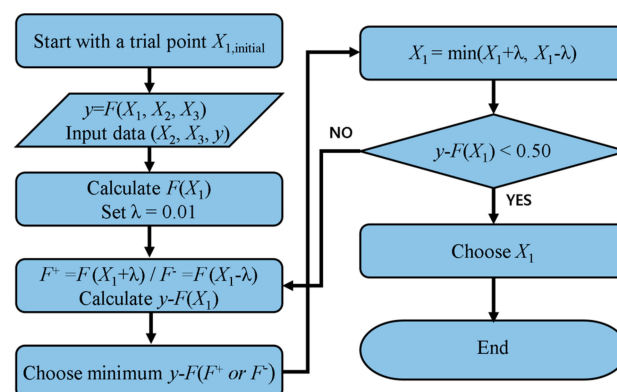 Start with a trial point X1,initial
y=F(X1, X2, X3)
Input data (X2, X3, y)
Calculate F(X1)
Set λ = 0.01
F+ =F(X1+λ) / F- =F(X1-λ)
Calculate y-F(X1)
Choose minimum y-F(F+ or F-)
X1 = min(X1+λ, X1-λ)
NO
y-F(X1) < 0.50
YES
Choose X1
End